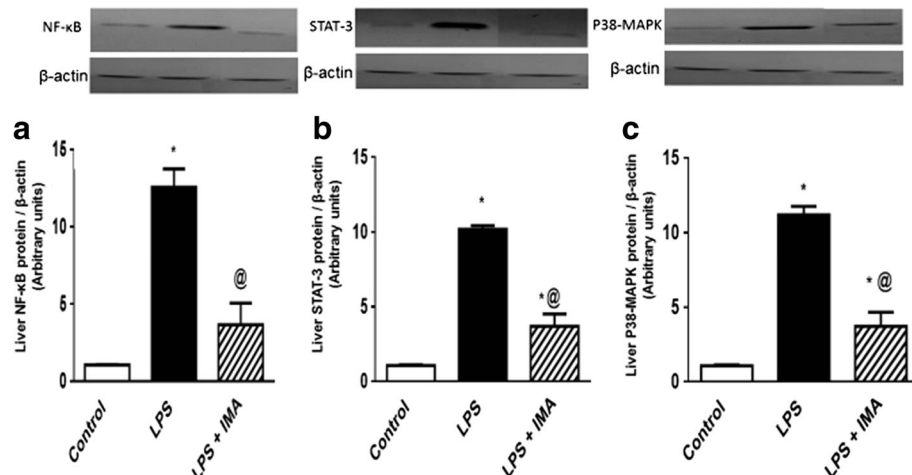 NF-κB
β-actin
STAT-3
β-actin
P38-MAPK
β-actin
a
Liver NF-κB protein / β-actin
(Arbitrary units)
15
10
5
0
*
@
Control
LPS
LPS + IMA
b
Liver STAT-3 protein / β-actin
(Arbitrary units)
15
10
5
0
*
*@
Control
LPS
LPS + IMA
c
Liver P38-MAPK protein / β-actin
(Arbitrary units)
15
10
5
0
*
* @
Control
LPS
LPS + IMA